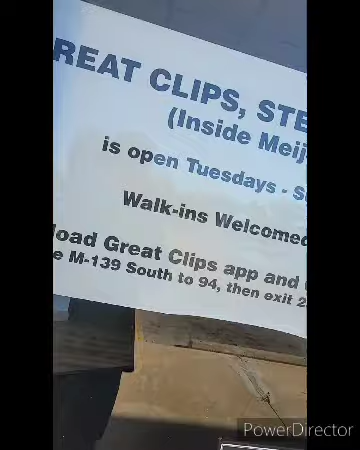 REAT CLIPS, STE
(Inside Meij
is open Tuesdays - S
Walk-ins Welcomed
load Great Clips app and
e M-139 South to 94, then exit 2
PowerDirector